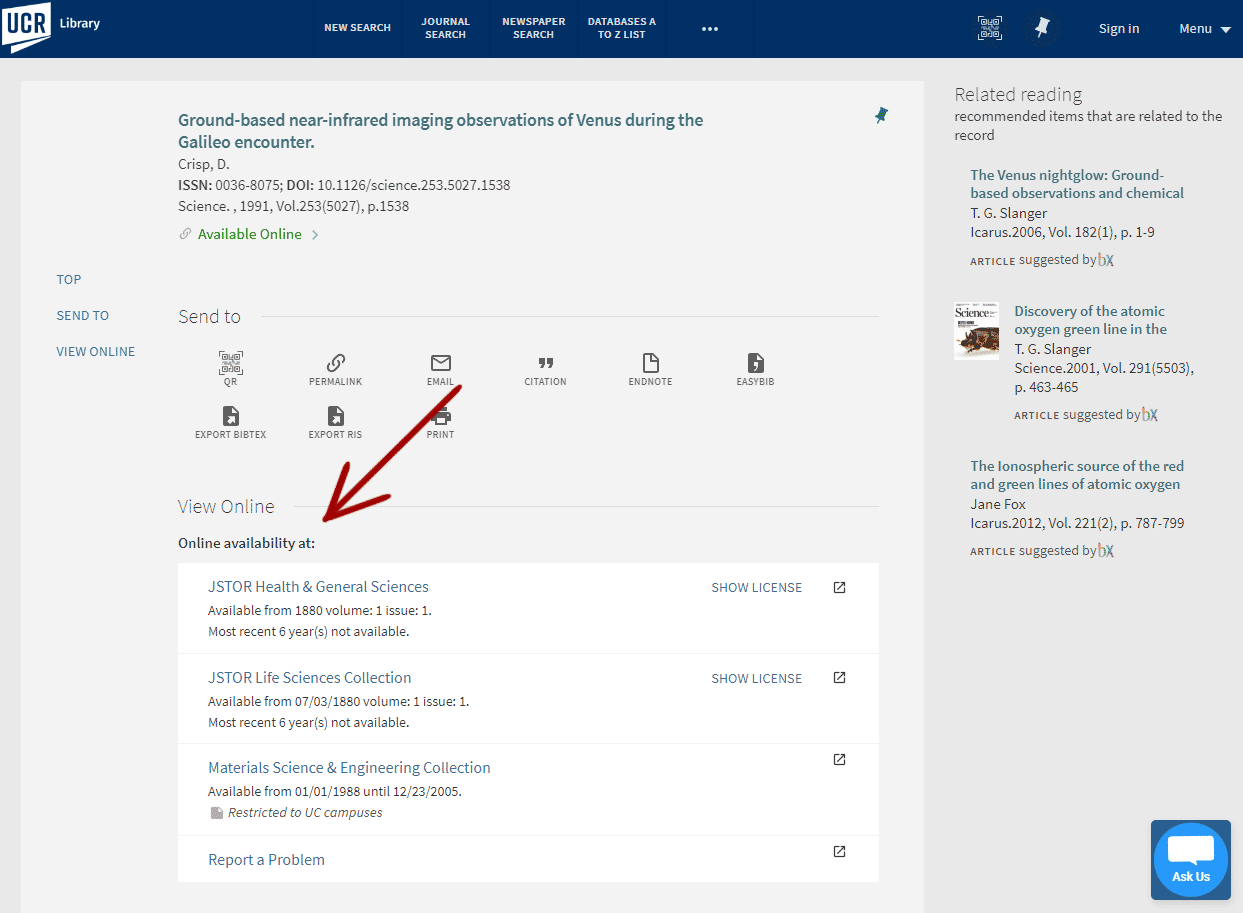 UCR Library
NEW SEARCH
JOURNAL
SEARCH
NEWSPAPER
SEARCH
DATABASES A
TO Z LIST
Sign in
Menu
Ground-based near-infrared imaging observations of Venus during the
Galileo encounter.
Crisp, D.
ISSN: 0036-8075; DOI: 10.1126/science.253.5027.1538
Science. , 1991, Vol.253(5027), p.1538
Available Online
TOP
SEND TO
VIEW ONLINE
Send to
QR
PERMALINK
EMAIL
CITATION
ENDNOTE
EASYBIB
EXPORT BIBTEX
EXPORT RIS
PRINT
View Online
Online availability at:
JSTOR Health & General Sciences
SHOW LICENSE
Available from 1880 volume: 1 issue: 1.
Most recent 6 year(s) not available.
JSTOR Life Sciences Collection
SHOW LICENSE
Available from 07/03/1880 volume: 1 issue: 1.
Most recent 6 year(s) not available.
Materials Science & Engineering Collection
Available from 01/01/1988 until 12/23/2005.
Restricted to UC campuses
Report a Problem
Related reading
recommended items that are related to the
record
The Venus nightglow: Ground-
based observations and chemical
T. G. Slanger
Icarus.2006, Vol. 182(1), p. 1-9
ARTICLE suggested by bX
Science
Discovery of the atomic
oxygen green line in the
T. G. Slanger
Science.2001, Vol. 291(5503),
p. 463-465
ARTICLE suggested by bX
The Ionospheric source of the red
and green lines of atomic oxygen
Jane Fox
Icarus.2012, Vol. 221(2), p. 787-799
ARTICLE suggested by bX
Ask Us